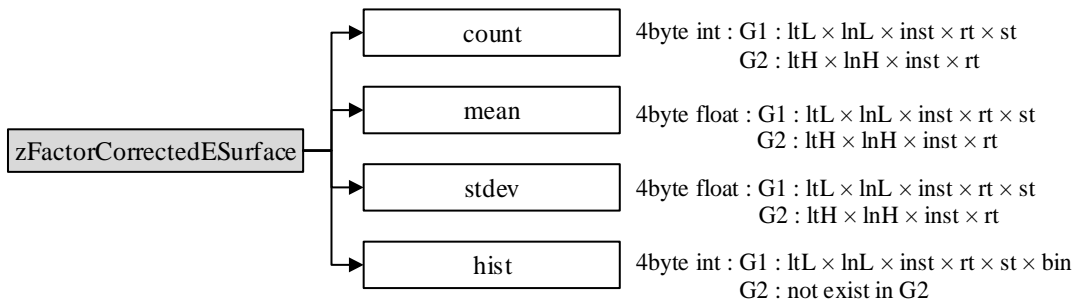 count
4byte int : G1 : ltL × lnL × inst × rt × st
G2 : ltH × lnH × inst × rt
mean
4byte float : G1 : ltL × lnL × inst × rt × st
G2 : ltH × lnH × inst × rt
zFactorCorrectedESurface
stdev
4byte float : G1 : ltL × lnL × inst × rt × st
G2 : ltH × lnH × inst × rt
hist
4byte int : G1 : ltL × lnL × inst × rt × st × bin
G2 : not exist in G2